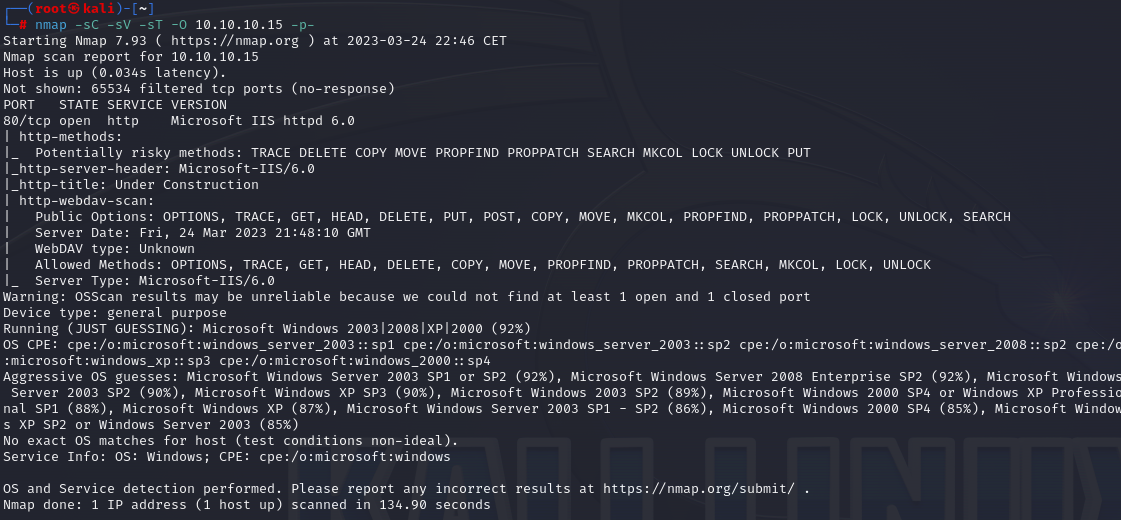 ┌──(root㉿kali)-[~]
└─# nmap -sC -sV -sT -O 10.10.10.15 -p-
Starting Nmap 7.93 ( https://nmap.org ) at 2023-03-24 22:46 CET
Nmap scan report for 10.10.10.15
Host is up (0.034s latency).
Not shown: 65534 filtered tcp ports (no-response)
PORT   STATE SERVICE VERSION
80/tcp open  http    Microsoft IIS httpd 6.0
| http-methods:
|_  Potentially risky methods: TRACE DELETE COPY MOVE PROPFIND PROPPATCH SEARCH MKCOL LOCK UNLOCK PUT
|_http-server-header: Microsoft-IIS/6.0
|_http-title: Under Construction
| http-webdav-scan:
|   Public Options: OPTIONS, TRACE, GET, HEAD, DELETE, PUT, POST, COPY, MOVE, MKCOL, PROPFIND, PROPPATCH, LOCK, UNLOCK, SEARCH
|   Server Date: Fri, 24 Mar 2023 21:48:10 GMT
|   WebDAV type: Unknown
|   Allowed Methods: OPTIONS, TRACE, GET, HEAD, DELETE, COPY, MOVE, PROPFIND, PROPPATCH, SEARCH, MKCOL, LOCK, UNLOCK
|_  Server Type: Microsoft-IIS/6.0
Warning: OSScan results may be unreliable because we could not find at least 1 open and 1 closed port
Device type: general purpose
Running (JUST GUESSING): Microsoft Windows 2003|2008|XP|2000 (92%)
OS CPE: cpe:/o:microsoft:windows_server_2003::sp1 cpe:/o:microsoft:windows_server_2003::sp2 cpe:/o:microsoft:windows_server_2008::sp2 cpe:/o
:microsoft:windows_xp::sp3 cpe:/o:microsoft:windows_2000::sp4
Aggressive OS guesses: Microsoft Windows Server 2003 SP1 or SP2 (92%), Microsoft Windows Server 2008 Enterprise SP2 (92%), Microsoft Windows
 Server 2003 SP2 (90%), Microsoft Windows XP SP3 (90%), Microsoft Windows 2003 SP2 (89%), Microsoft Windows 2000 SP4 or Windows XP Professio
nal SP1 (88%), Microsoft Windows XP (87%), Microsoft Windows Server 2003 SP1 - SP2 (86%), Microsoft Windows 2000 SP4 (85%), Microsoft Window
s XP SP2 or Windows Server 2003 (85%)
No exact OS matches for host (test conditions non-ideal).
Service Info: OS: Windows; CPE: cpe:/o:microsoft:windows

OS and Service detection performed. Please report any incorrect results at https://nmap.org/submit/ .
Nmap done: 1 IP address (1 host up) scanned in 134.90 seconds
KALI LINUX